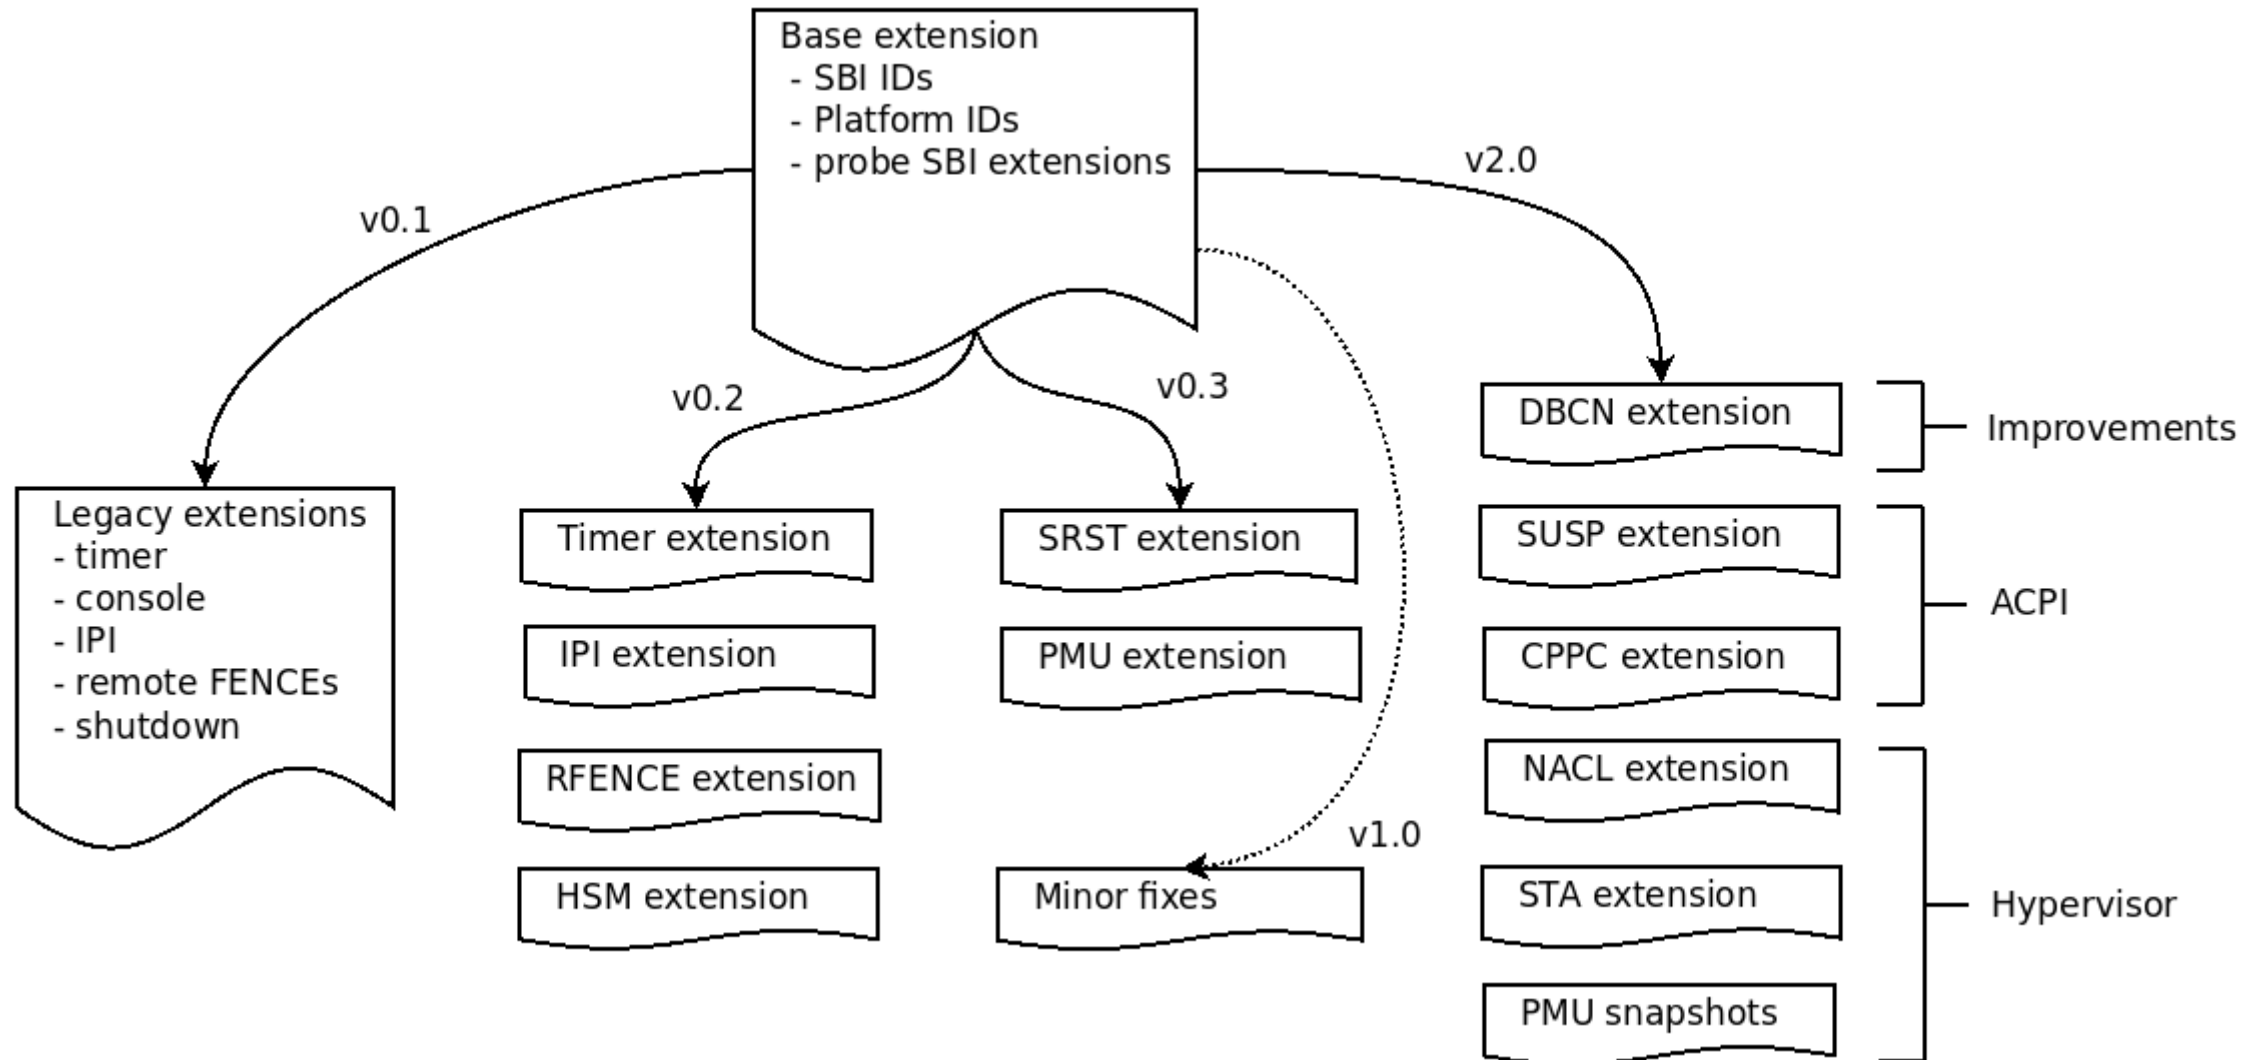 Base extension
- SBI IDs
- Platform IDs
- probe SBI extensions
v0.1
v2.0
v0.2
v0.3
v1.0
Legacy extensions
- timer
- console
- IPI
- remote FENCEs
- shutdown
Timer extension
IPI extension
RFENCE extension
HSM extension
SRST extension
PMU extension
Minor fixes
DBCN extension
Improvements
SUSP extension
CPPC extension
ACPI
NACL extension
STA extension
PMU snapshots
Hypervisor